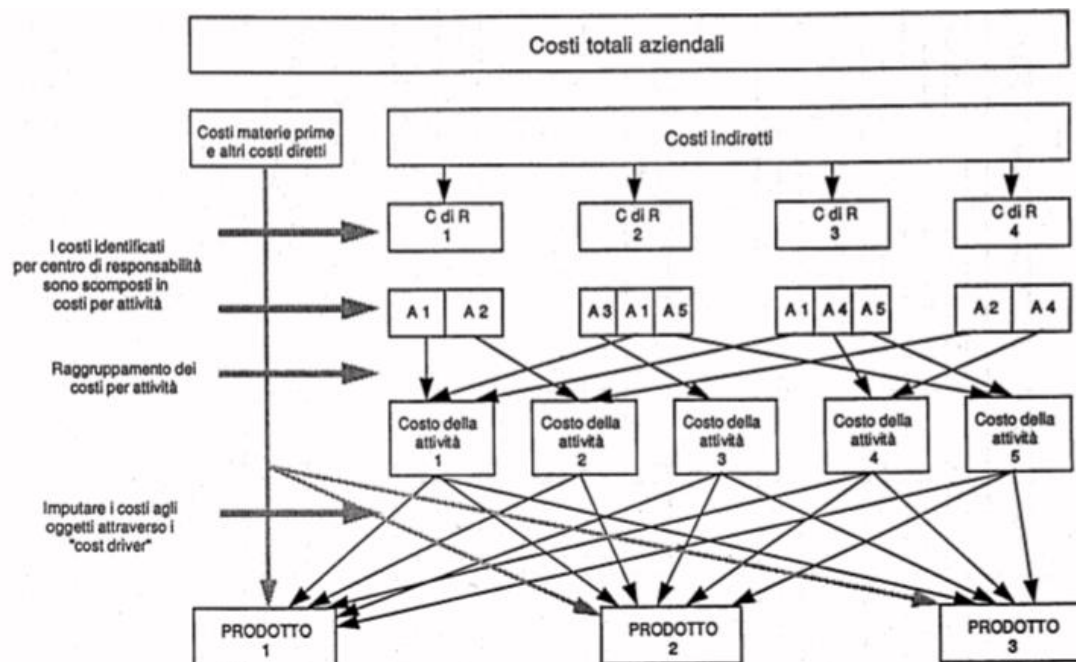 Costi totali aziendali
Costi materie prime
e altri costi diretti
Costi indiretti
C di R
1
C di R
2
C di R
3
C di R
4
I costi identificati
per centro di responsabilità
sono scomposti in
costi per attività
A 1
A 2
A3
A 1
A 5
A1
A 4
A 5
A 2
A 4
Raggruppamento dei
costi per attività
Costo della
attività
1
Costo della
attività
2
Costo della
attività
3
Costo della
attività
4
Costo della
attività
5
Imputare i costi agli
oggetti attraverso i
"cost driver"
PRODOTTO
1
PRODOTTO
2
PRODOTTO
3